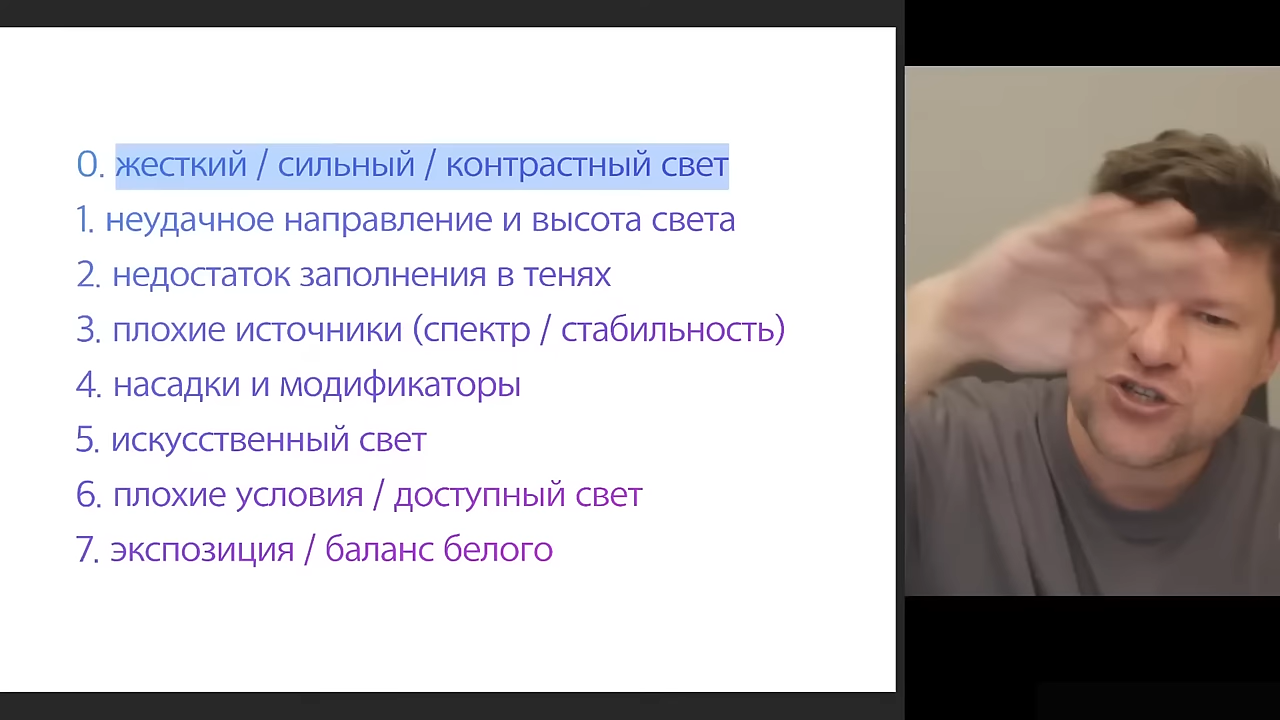 0. жесткий / сильный / контрастный свет
1. неудачное направление и высота света
2. недостаток заполнения в тенях
3. плохие источники (спектр / стабильность)
4. насадки и модификаторы
5. искусственный свет
6. плохие условия / доступный свет
7. экспозиция / баланс белого